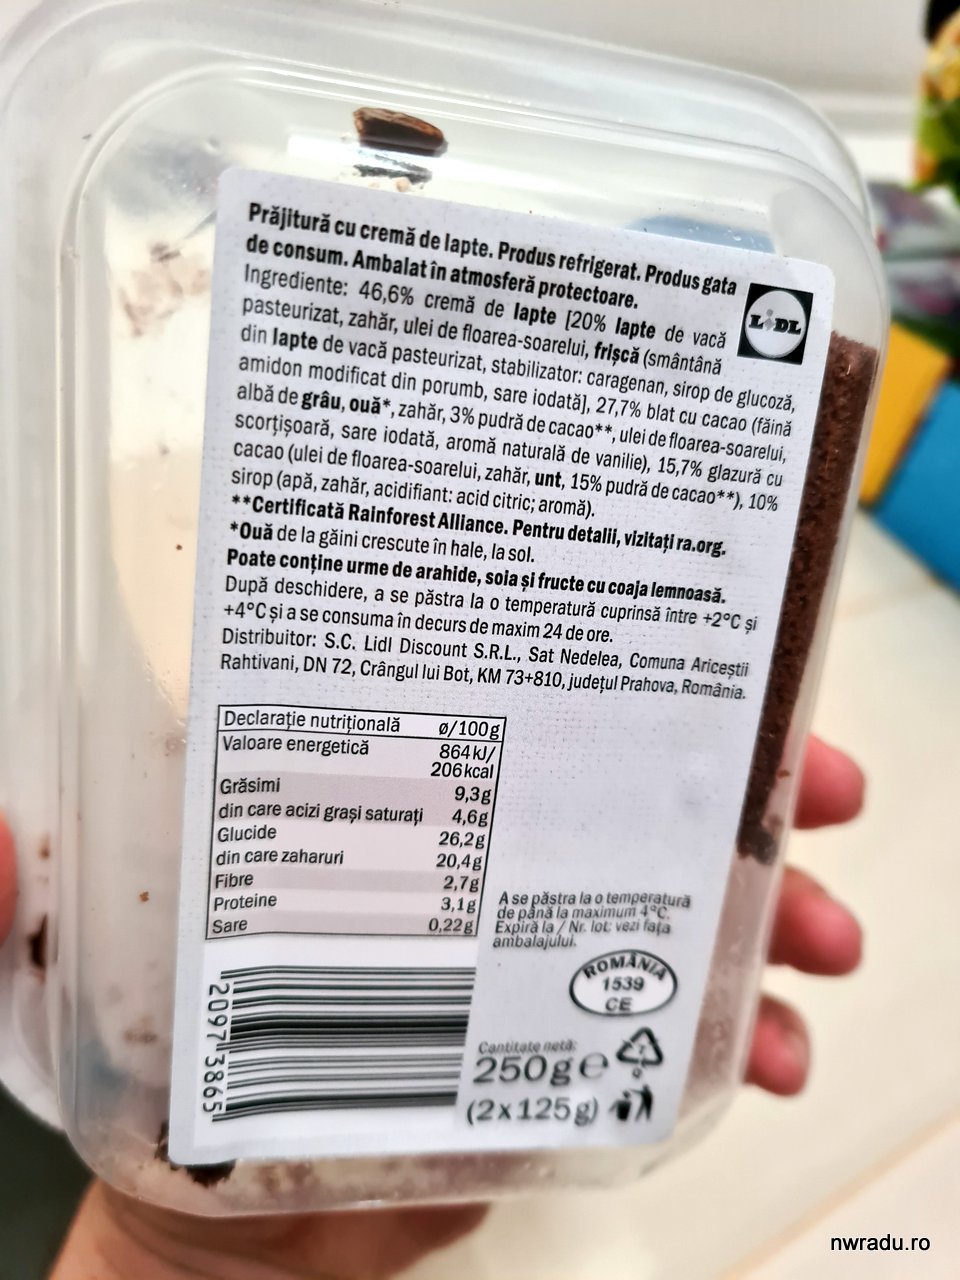 Prăjitură cu cremă de lapte. Produs refrigerat. Produs gata
de consum. Ambalat în atmosferă protectoare.
Ingrediente: 46,6% cremă de lapte [20% lapte de vacă
pasteurizat, zahăr, ulei de floarea-soarelui, frișcă (smântână
din lapte de vacă pasteurizat, stabilizator: caragenan, sirop de glucoză,
amidon modificat din porumb, sare iodată], 27,7% blat cu cacao (făină
albă de grâu, ouă*, zahăr, 3% pudră de cacao**, ulei de floarea-soarelui,
scorțișoară, sare iodată, aromă naturală de vanilie), 15,7% glazură cu
cacao (ulei de floarea-soarelui, zahăr, unt, 15% pudră de cacao**), 10%
sirop (apă, zahăr, acidifiant: acid citric; aromă).
**Certificată Rainforest Alliance. Pentru detalii, vizitați ra.org.
*Ouă de la găini crescute în hale, la sol.
Poate conține urme de arahide, soia și fructe cu coaja lemnoasă.
După deschidere, a se păstra la o temperatură cuprinsă între +2°C și
+4°C și a se consuma în decurs de maxim 24 de ore.
Distribuitor: S.C. Lidl Discount S.R.L., Sat Nedelea, Comuna Ariceștii
Rahtivani, DN 72, Crângul lui Bot, KM 73+810, județul Prahova, România.
LIDL
Declarație nutrițională ø/100g
Valoare energetică 864 kJ/
206 kcal
Grăsimi 9,3g
din care acizi grași saturați 4,6g
Glucide 26,2g
din care zaharuri 20,4g
Fibre 2,7g
Proteine 3,1g
Sare 0,22g
A se păstra la o temperatură
de până la maximum 4°C.
Expiră la / Nr. lot: vezi fața
ambalajului.
ROMÂNIA
1539
CE
Cantitate netă:
250g e
(2x125g)
20973865
nwradu.ro